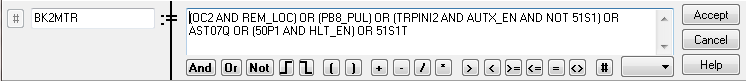 # BK2MTR := (OC2 AND REM_LOC) OR (PB8_PUL) OR (TRPINI2 AND AUTX_EN AND NOT 51S1) OR
AST07Q OR (50P1 AND HLT_EN) OR 51S1T
Accept
Cancel
And Or Not ( ) + - / * > < >= <= = <> # Help